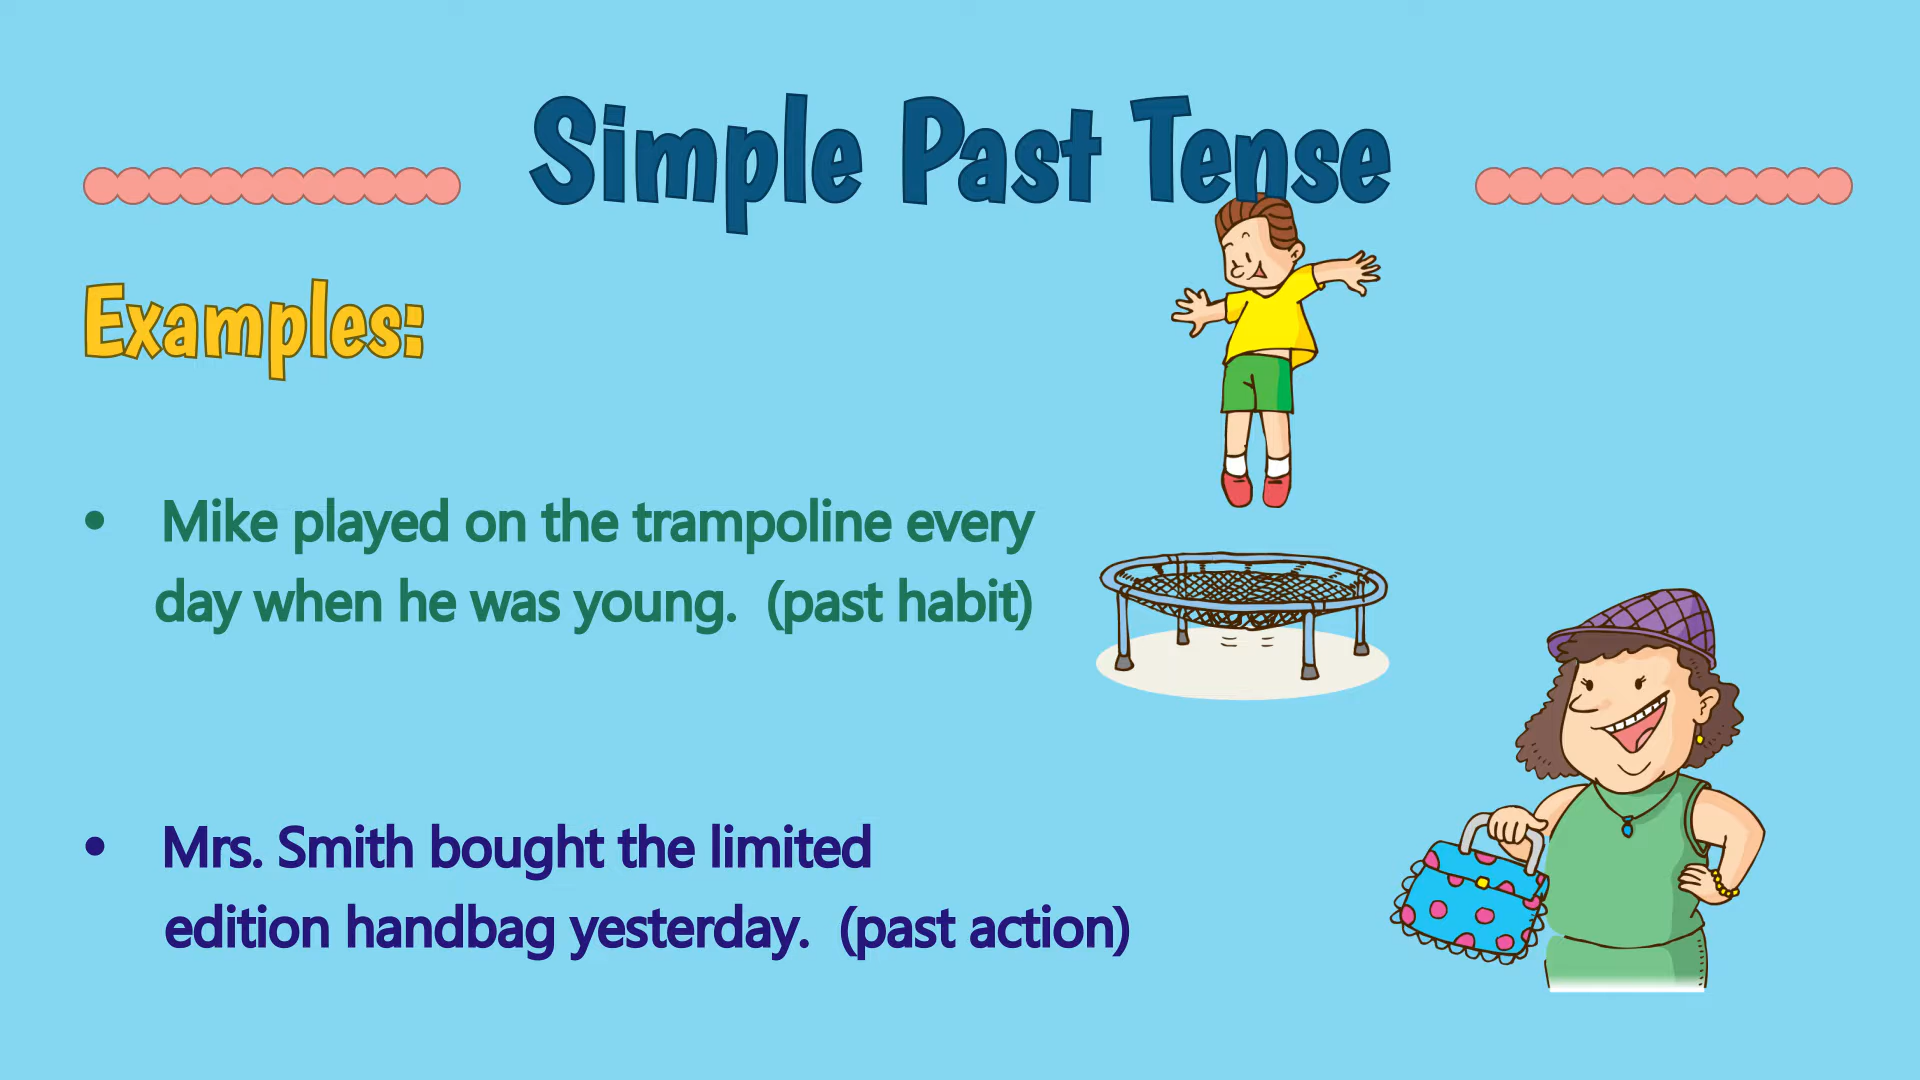 Simple Past Tense
Examples:
• Mike played on the trampoline every
day when he was young. (past habit)
• Mrs. Smith bought the limited
edition handbag yesterday. (past action)